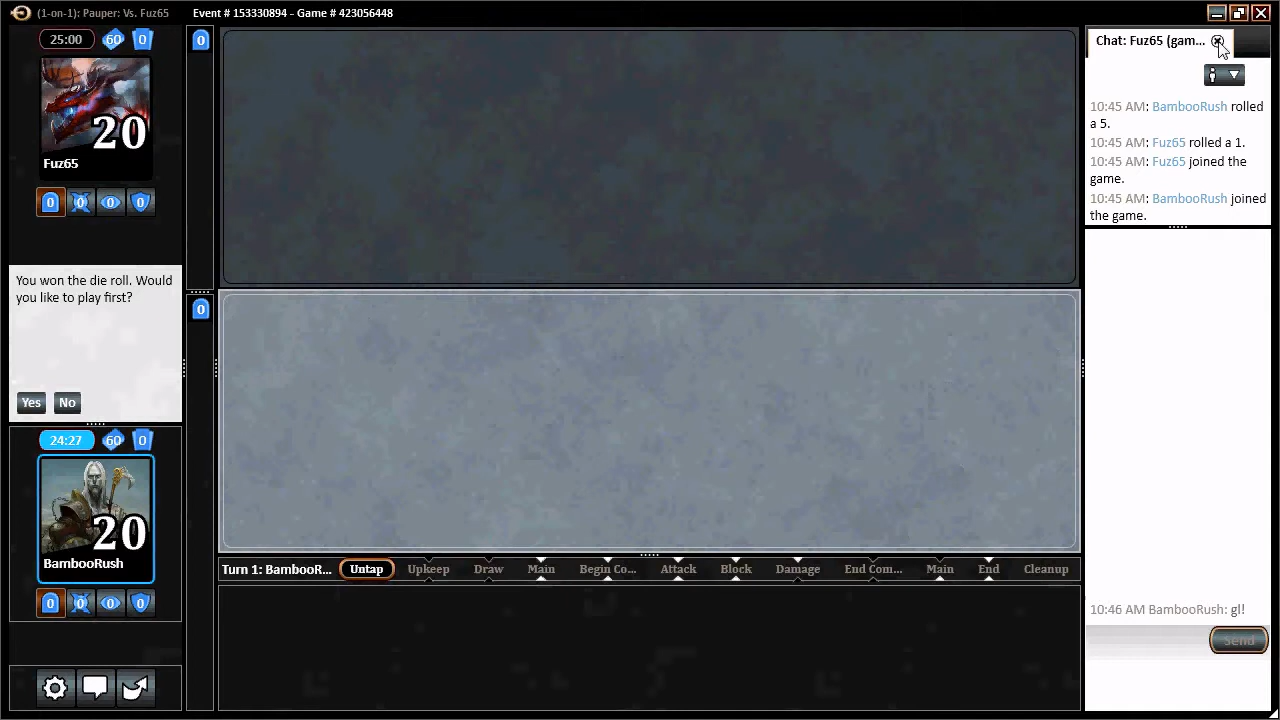 (1-on-1): Pauper: Vs. Fuz65
Event # 153330894 - Game # 423056448
25:00 60 0
20
Fuz65
0 0 0 0
You won the die roll. Would
you like to play first?
Yes No
24:27 60 0
20
BambooRush
0 0 0 0
0
0
Turn 1: BambooR... Untap Upkeep Draw Main Begin Co... Attack Block Damage End Com... Main End Cleanup
Chat: Fuz65 (gam...
10:45 AM: BambooRush rolled
a 5.
10:45 AM: Fuz65 rolled a 1.
10:45 AM: Fuz65 joined the
game.
10:45 AM: BambooRush joined
the game.
10:46 AM BambooRush: gl!
Send